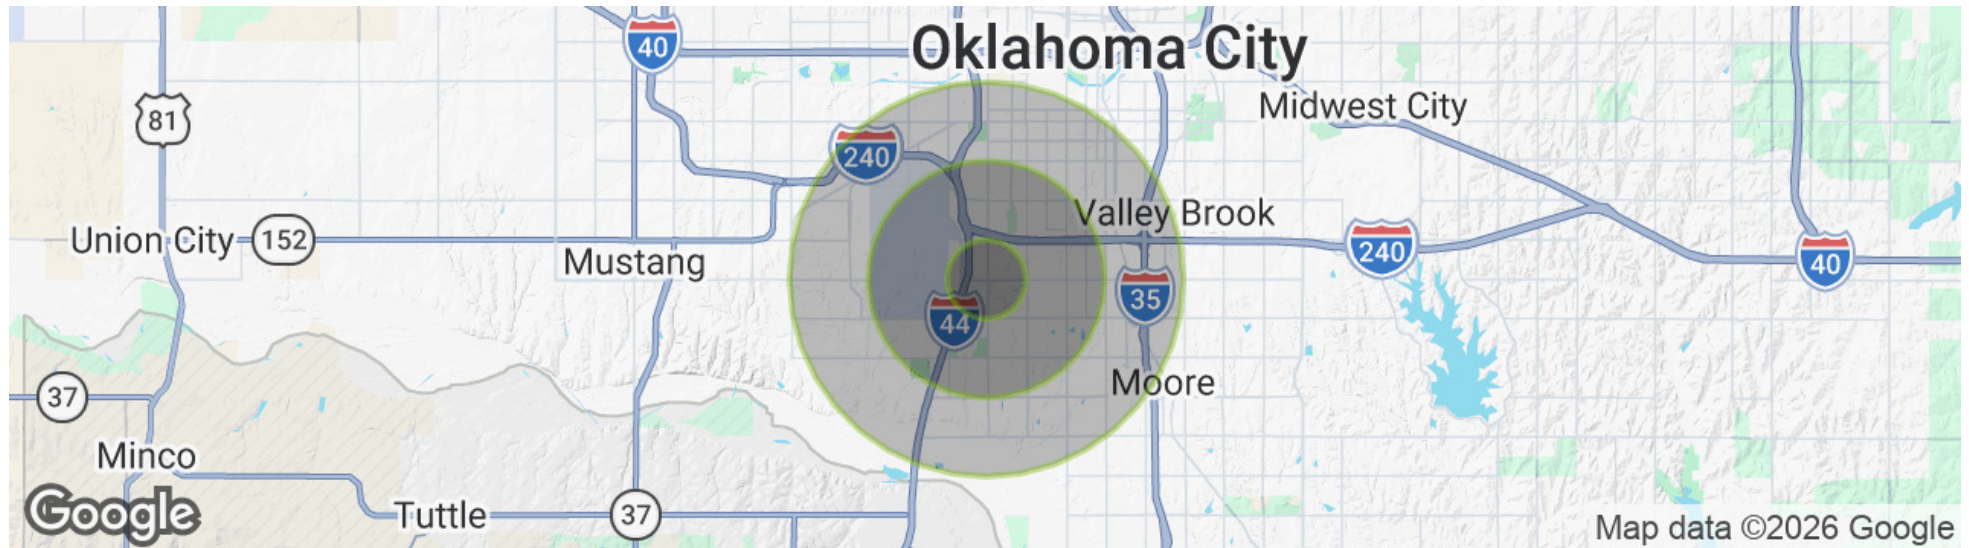 40
Oklahoma City
81
Midwest City
240
Valley Brook
Union City
152
Mustang
240
40
35
44
37
Moore
Minco
Google
Tuttle
37
Map data ©2026 Google